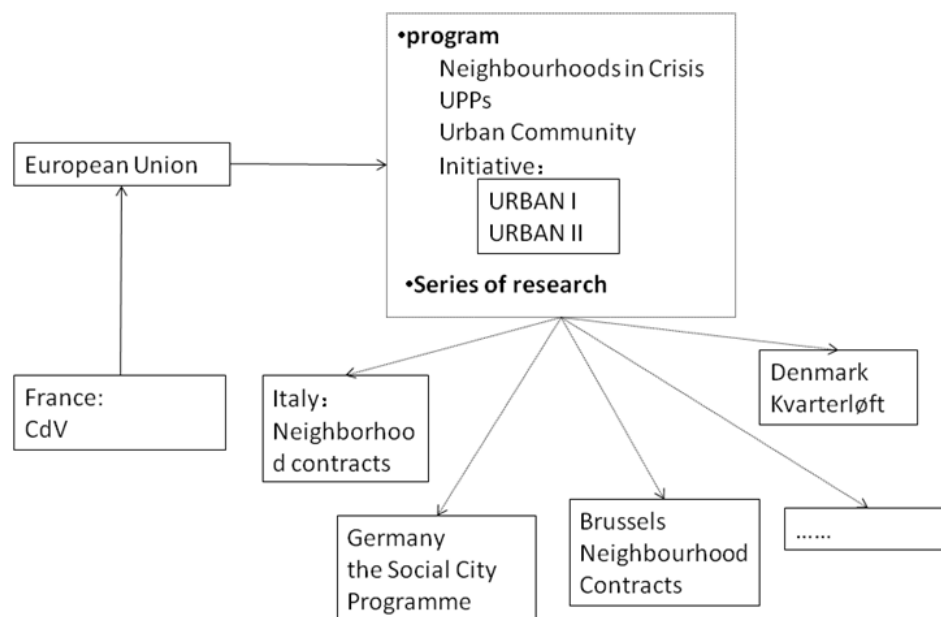 •program
Neighbourhoods in Crisis
UPPs
Urban Community
Initiative：
URBAN I
URBAN II
•Series of research
European Union
France:
CdV
Italy：
Neighborhoo
d contracts
Germany
the Social City
Programme
Brussels
Neighbourhood
Contracts
Denmark
Kvarterløft
……